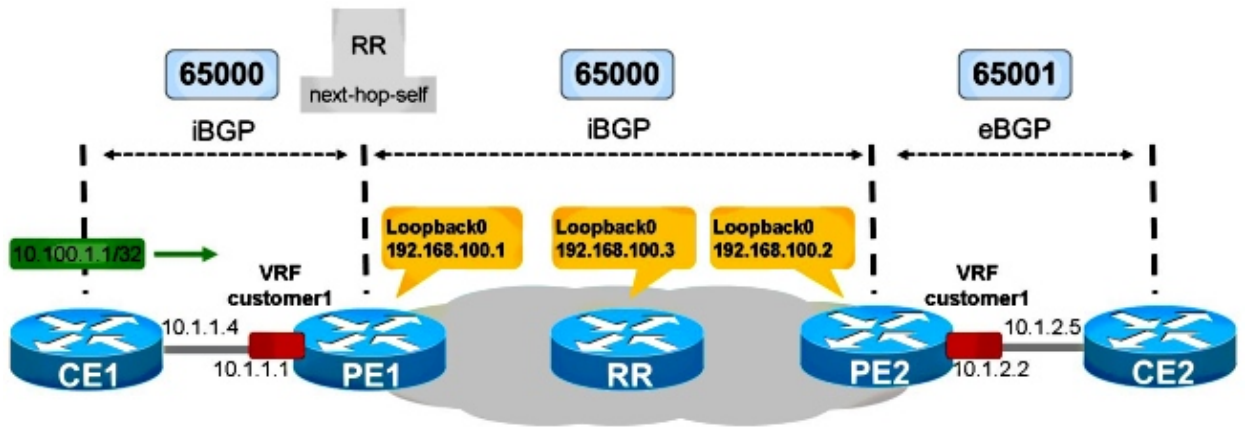 RR
next-hop-self
65000
65000
65001
iBGP
iBGP
eBGP
Loopback0
192.168.100.1
Loopback0
192.168.100.3
Loopback0
192.168.100.2
10.100.1.1/32
VRF
customer1
VRF
customer1
10.1.1.4
10.1.1.1
10.1.2.5
10.1.2.2
CE1
PE1
RR
PE2
CE2